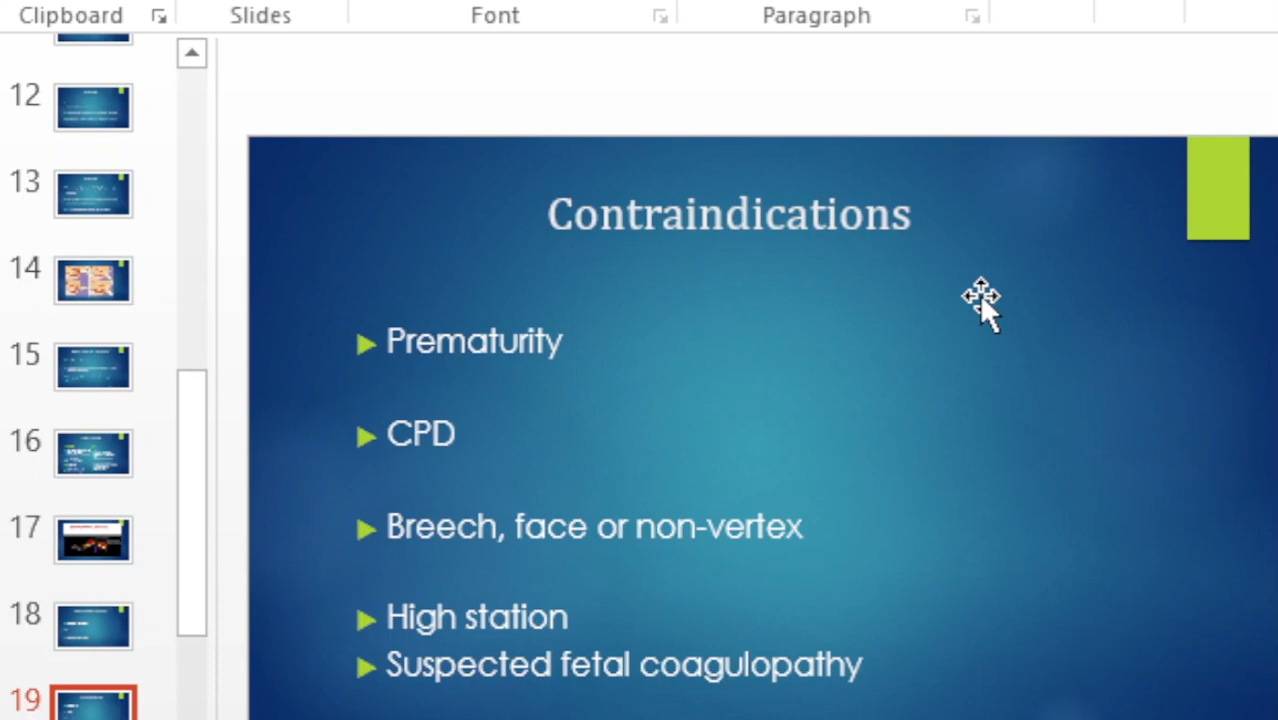 Clipboard
Slides
Font
Paragraph
12
13
14
15
16
17
18
19
Contraindications
Prematurity
CPD
Breech, face or non-vertex
High station
Suspected fetal coagulopathy